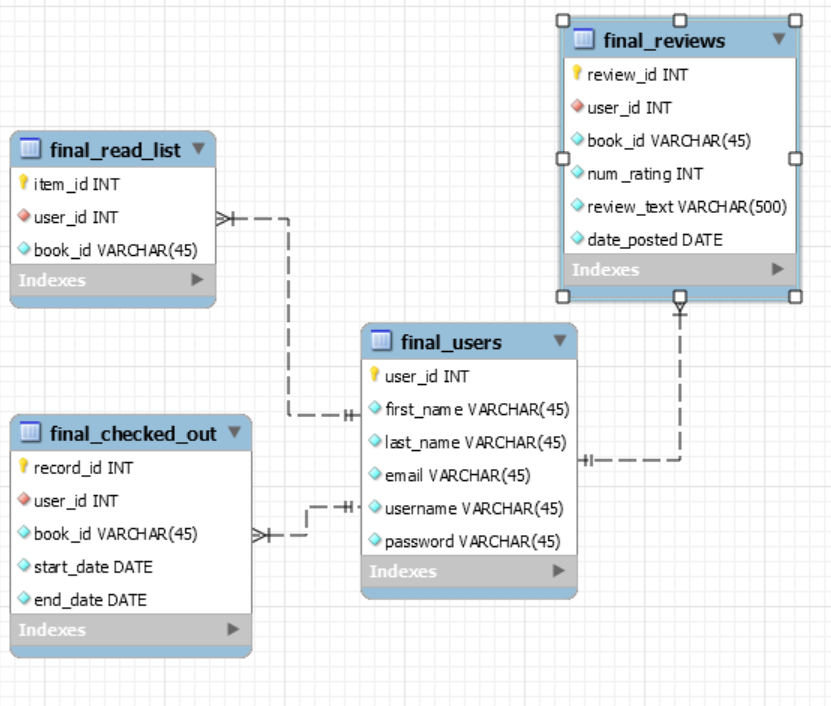 final_reviews
review_id INT
user_id INT
book_id VARCHAR(45)
num_rating INT
review_text VARCHAR(500)
date_posted DATE
Indexes
final_read_list
item_id INT
user_id INT
book_id VARCHAR(45)
Indexes
final_users
user_id INT
first_name VARCHAR(45)
last_name VARCHAR(45)
email VARCHAR(45)
username VARCHAR(45)
password VARCHAR(45)
Indexes
final_checked_out
record_id INT
user_id INT
book_id VARCHAR(45)
start_date DATE
end_date DATE
Indexes